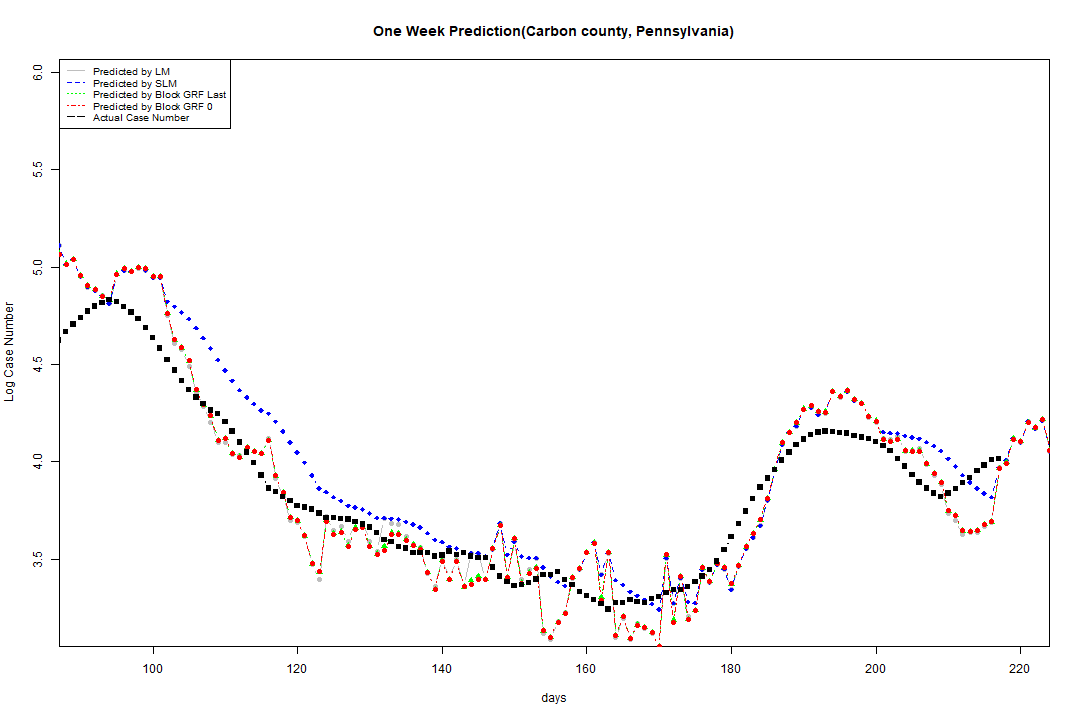 One Week Prediction(Carbon county, Pennsylvania)
Predicted by LM
Predicted by SLM
Predicted by Block GRF Last
Predicted by Block GRF 0
Actual Case Number
6.0
5.5
5.0
4.5
4.0
3.5
Log Case Number
100 120 140 160 180 200 220
days